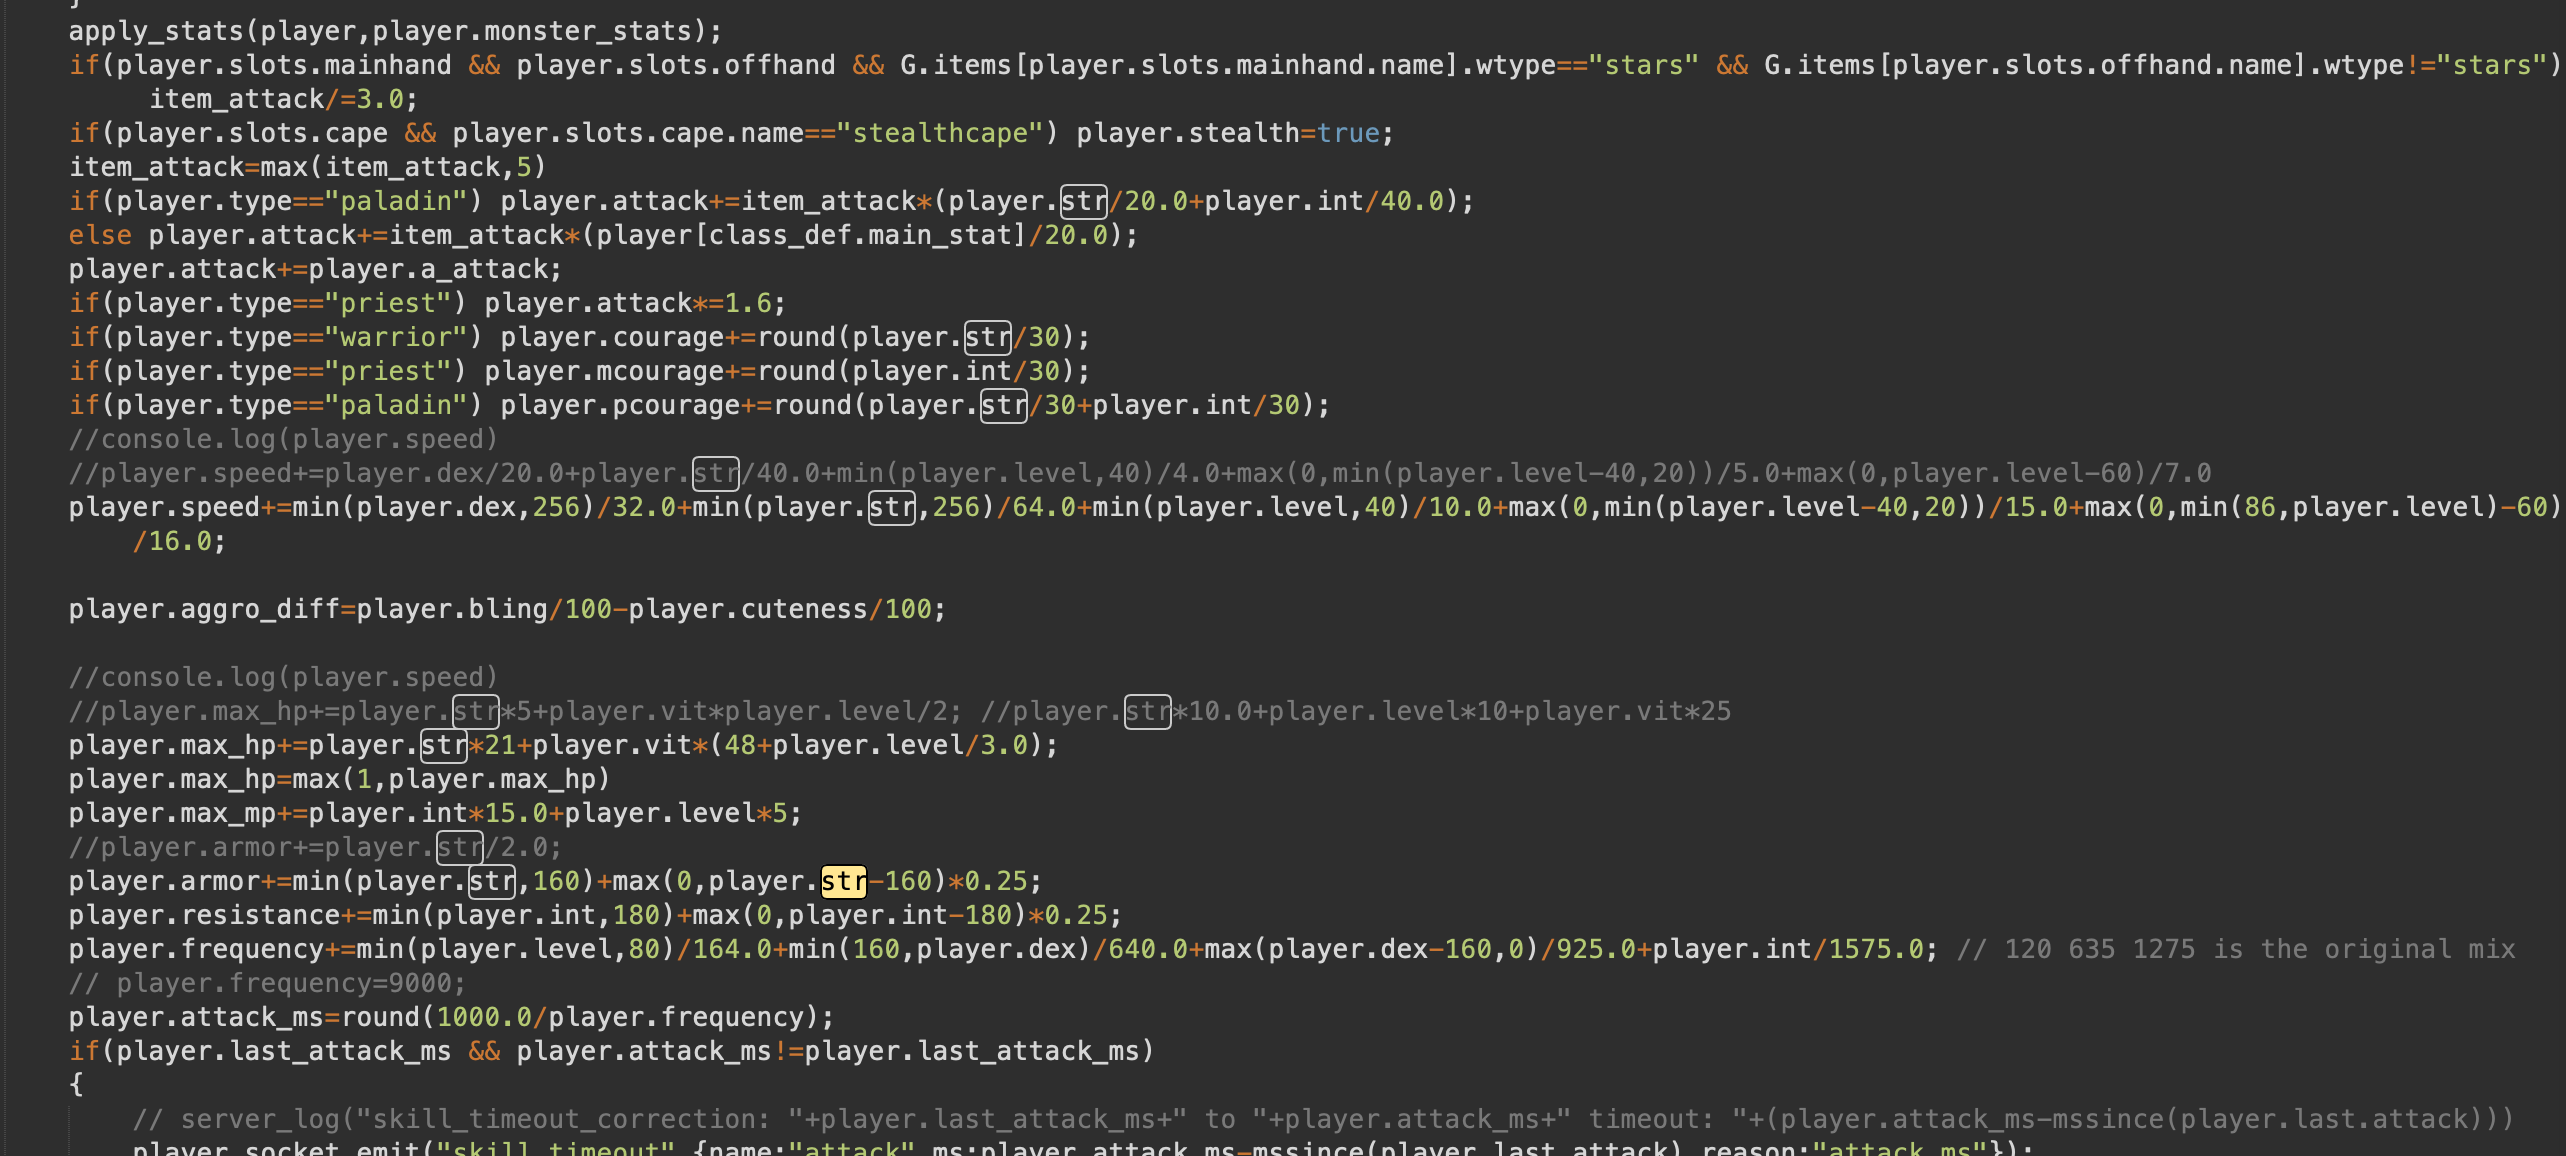 }
apply_stats(player,player.monster_stats);
if(player.slots.mainhand && player.slots.offhand && G.items[player.slots.mainhand.name].wtype=="stars" && G.items[player.slots.offhand.name].wtype!="stars")
item_attack/=3.0;
if(player.slots.cape && player.slots.cape.name=="stealthcape") player.stealth=true;
item_attack=max(item_attack,5)
if(player.type=="paladin") player.attack+=item_attack*(player.str/20.0+player.int/40.0);
else player.attack+=item_attack*(player[class_def.main_stat]/20.0);
player.attack+=player.a_attack;
if(player.type=="priest") player.attack*=1.6;
if(player.type=="warrior") player.courage+=round(player.str/30);
if(player.type=="priest") player.mcourage+=round(player.int/30);
if(player.type=="paladin") player.pcourage+=round(player.str/30+player.int/30);
//console.log(player.speed)
//player.speed+=player.dex/20.0+player.str/40.0+min(player.level,40)/4.0+max(0,min(player.level-40,20))/5.0+max(0,player.level-60)/7.0
player.speed+=min(player.dex,256)/32.0+min(player.str,256)/64.0+min(player.level,40)/10.0+max(0,min(player.level-40,20))/15.0+max(0,min(86,player.level)-60)
/16.0;
player.aggro_diff=player.bling/100-player.cuteness/100;
//console.log(player.speed)
//player.max_hp+=player.str*5+player.vit*player.level/2; //player.str*10.0+player.level*10+player.vit*25
player.max_hp+=player.str*21+player.vit*(48+player.level/3.0);
player.max_hp=max(1,player.max_hp)
player.max_mp+=player.int*15.0+player.level*5;
//player.armor+=player.str/2.0;
player.armor+=min(player.str,160)+max(0,player.str-160)*0.25;
player.resistance+=min(player.int,180)+max(0,player.int-180)*0.25;
player.frequency+=min(player.level,80)/164.0+min(160,player.dex)/640.0+max(player.dex-160,0)/925.0+player.int/1575.0; // 120 635 1275 is the original mix
// player.frequency=9000;
player.attack_ms=round(1000.0/player.frequency);
if(player.last_attack_ms && player.attack_ms!=player.last_attack_ms)
{
// server_log("skill_timeout_correction: "+player.last_attack_ms+" to "+player.attack_ms+" timeout: "+(player.attack_ms-mssince(player.last.attack)))
player.socket.emit("skill_timeout",{name:"attack",ms:player.attack_ms-mssince(player.last.attack),reason:"attack_ms"});